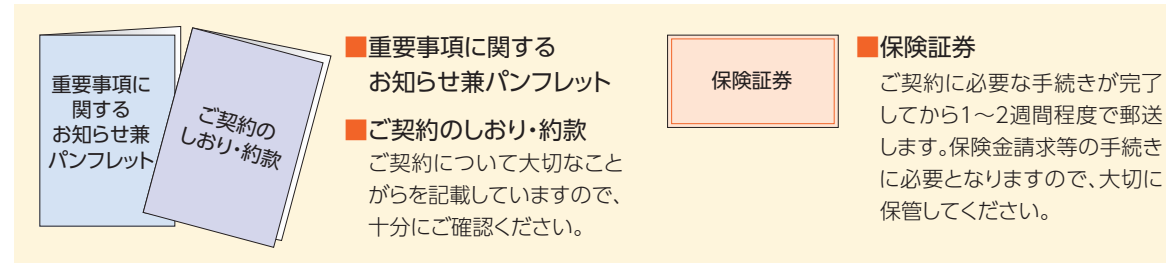 重要事項に
関する
お知らせ兼
パンフレット
ご契約の
しおり・約款
■重要事項に関する
お知らせ兼パンフレット
■ご契約のしおり・約款
ご契約について大切なこと
がらを記載していますので、
十分にご確認ください。
保険証券
■保険証券
ご契約に必要な手続きが完了
してから1〜2週間程度で郵送
します。保険金請求等の手続き
に必要となりますので、大切に
保管してください。